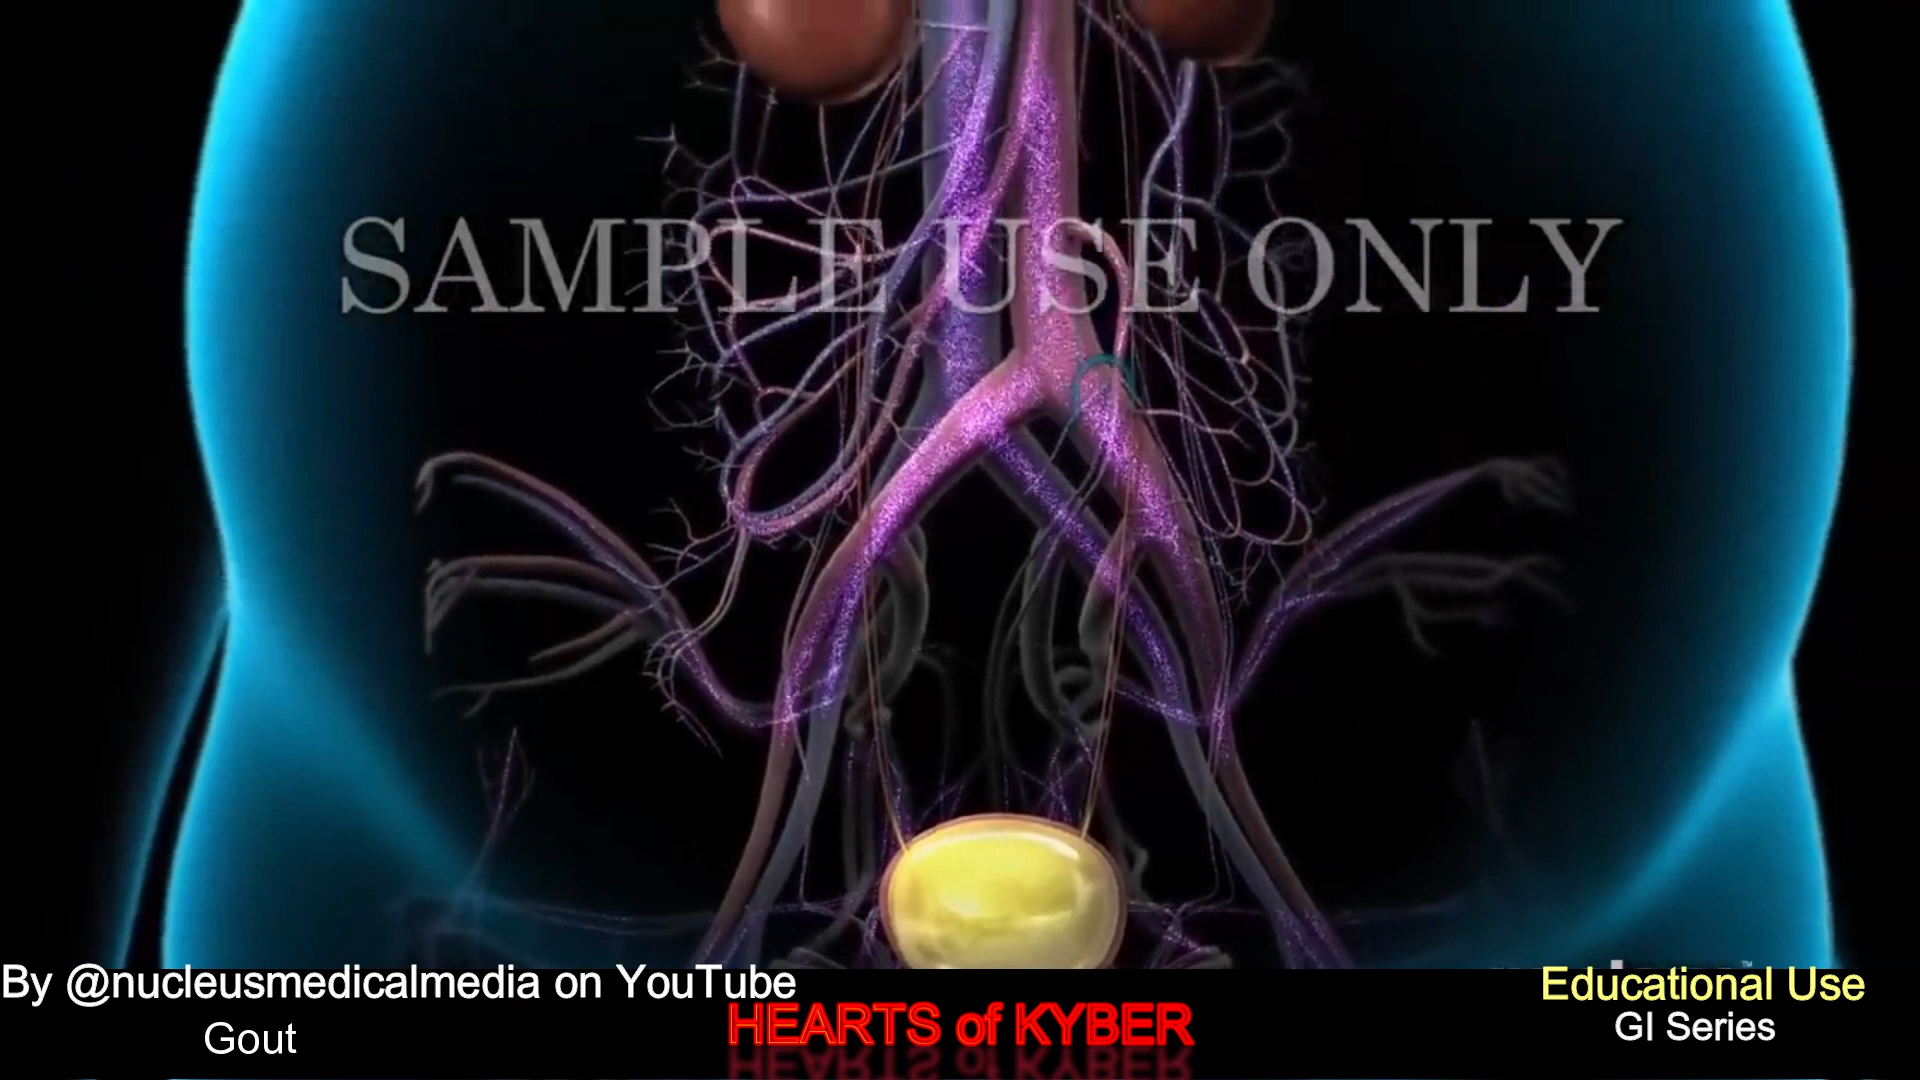 SAMPLE USE ONLY
By @nucleusmedicalmedia on YouTube
Gout
HEARTS of KYBER
Educational Use
GI Series